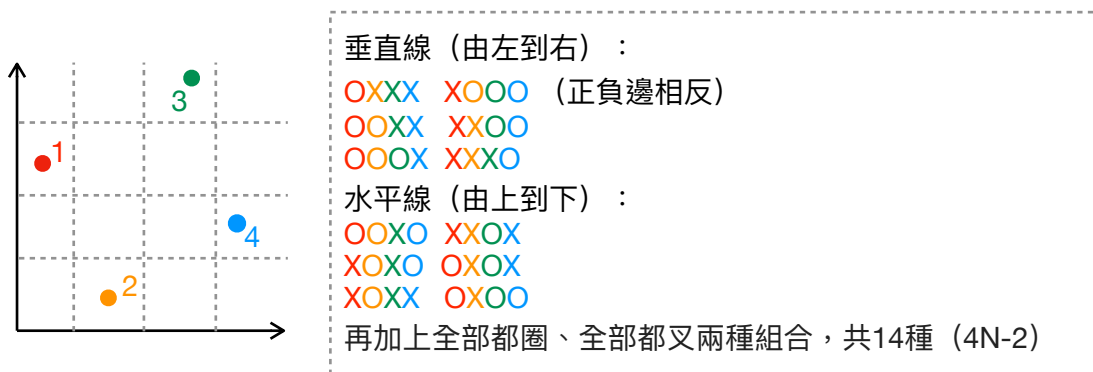 1
2
3
4
垂直線（由左到右）：
OXXX XOOO （正負邊相反）
OOXX XXOO
OOOX XXXO
水平線（由上到下）：
OOXO XXOX
XOXO OXOX
XOXX OXOO
再加上全部都圈、全部都叉兩種組合，共14種（4N-2）